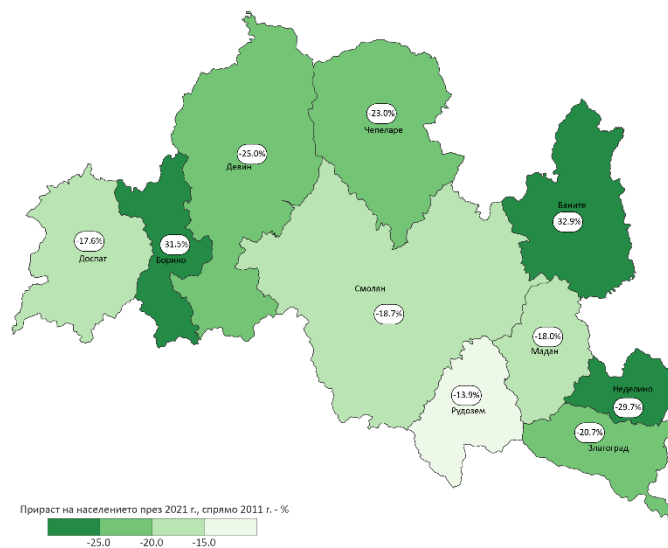 -23.0%
Чепеларе
-25.0%
Девин
Баните
-32.9%
-17.6%
Доспат
-31.5%
Борино
Смолян
-18.7%
-18.0%
Мадан
-13.9%
Рудозем
Неделино
-29.7%
-20.7%
Златоград
Прираст на населението през 2021 г., спрямо 2011 г. - %
-25.0 -20.0 -15.0